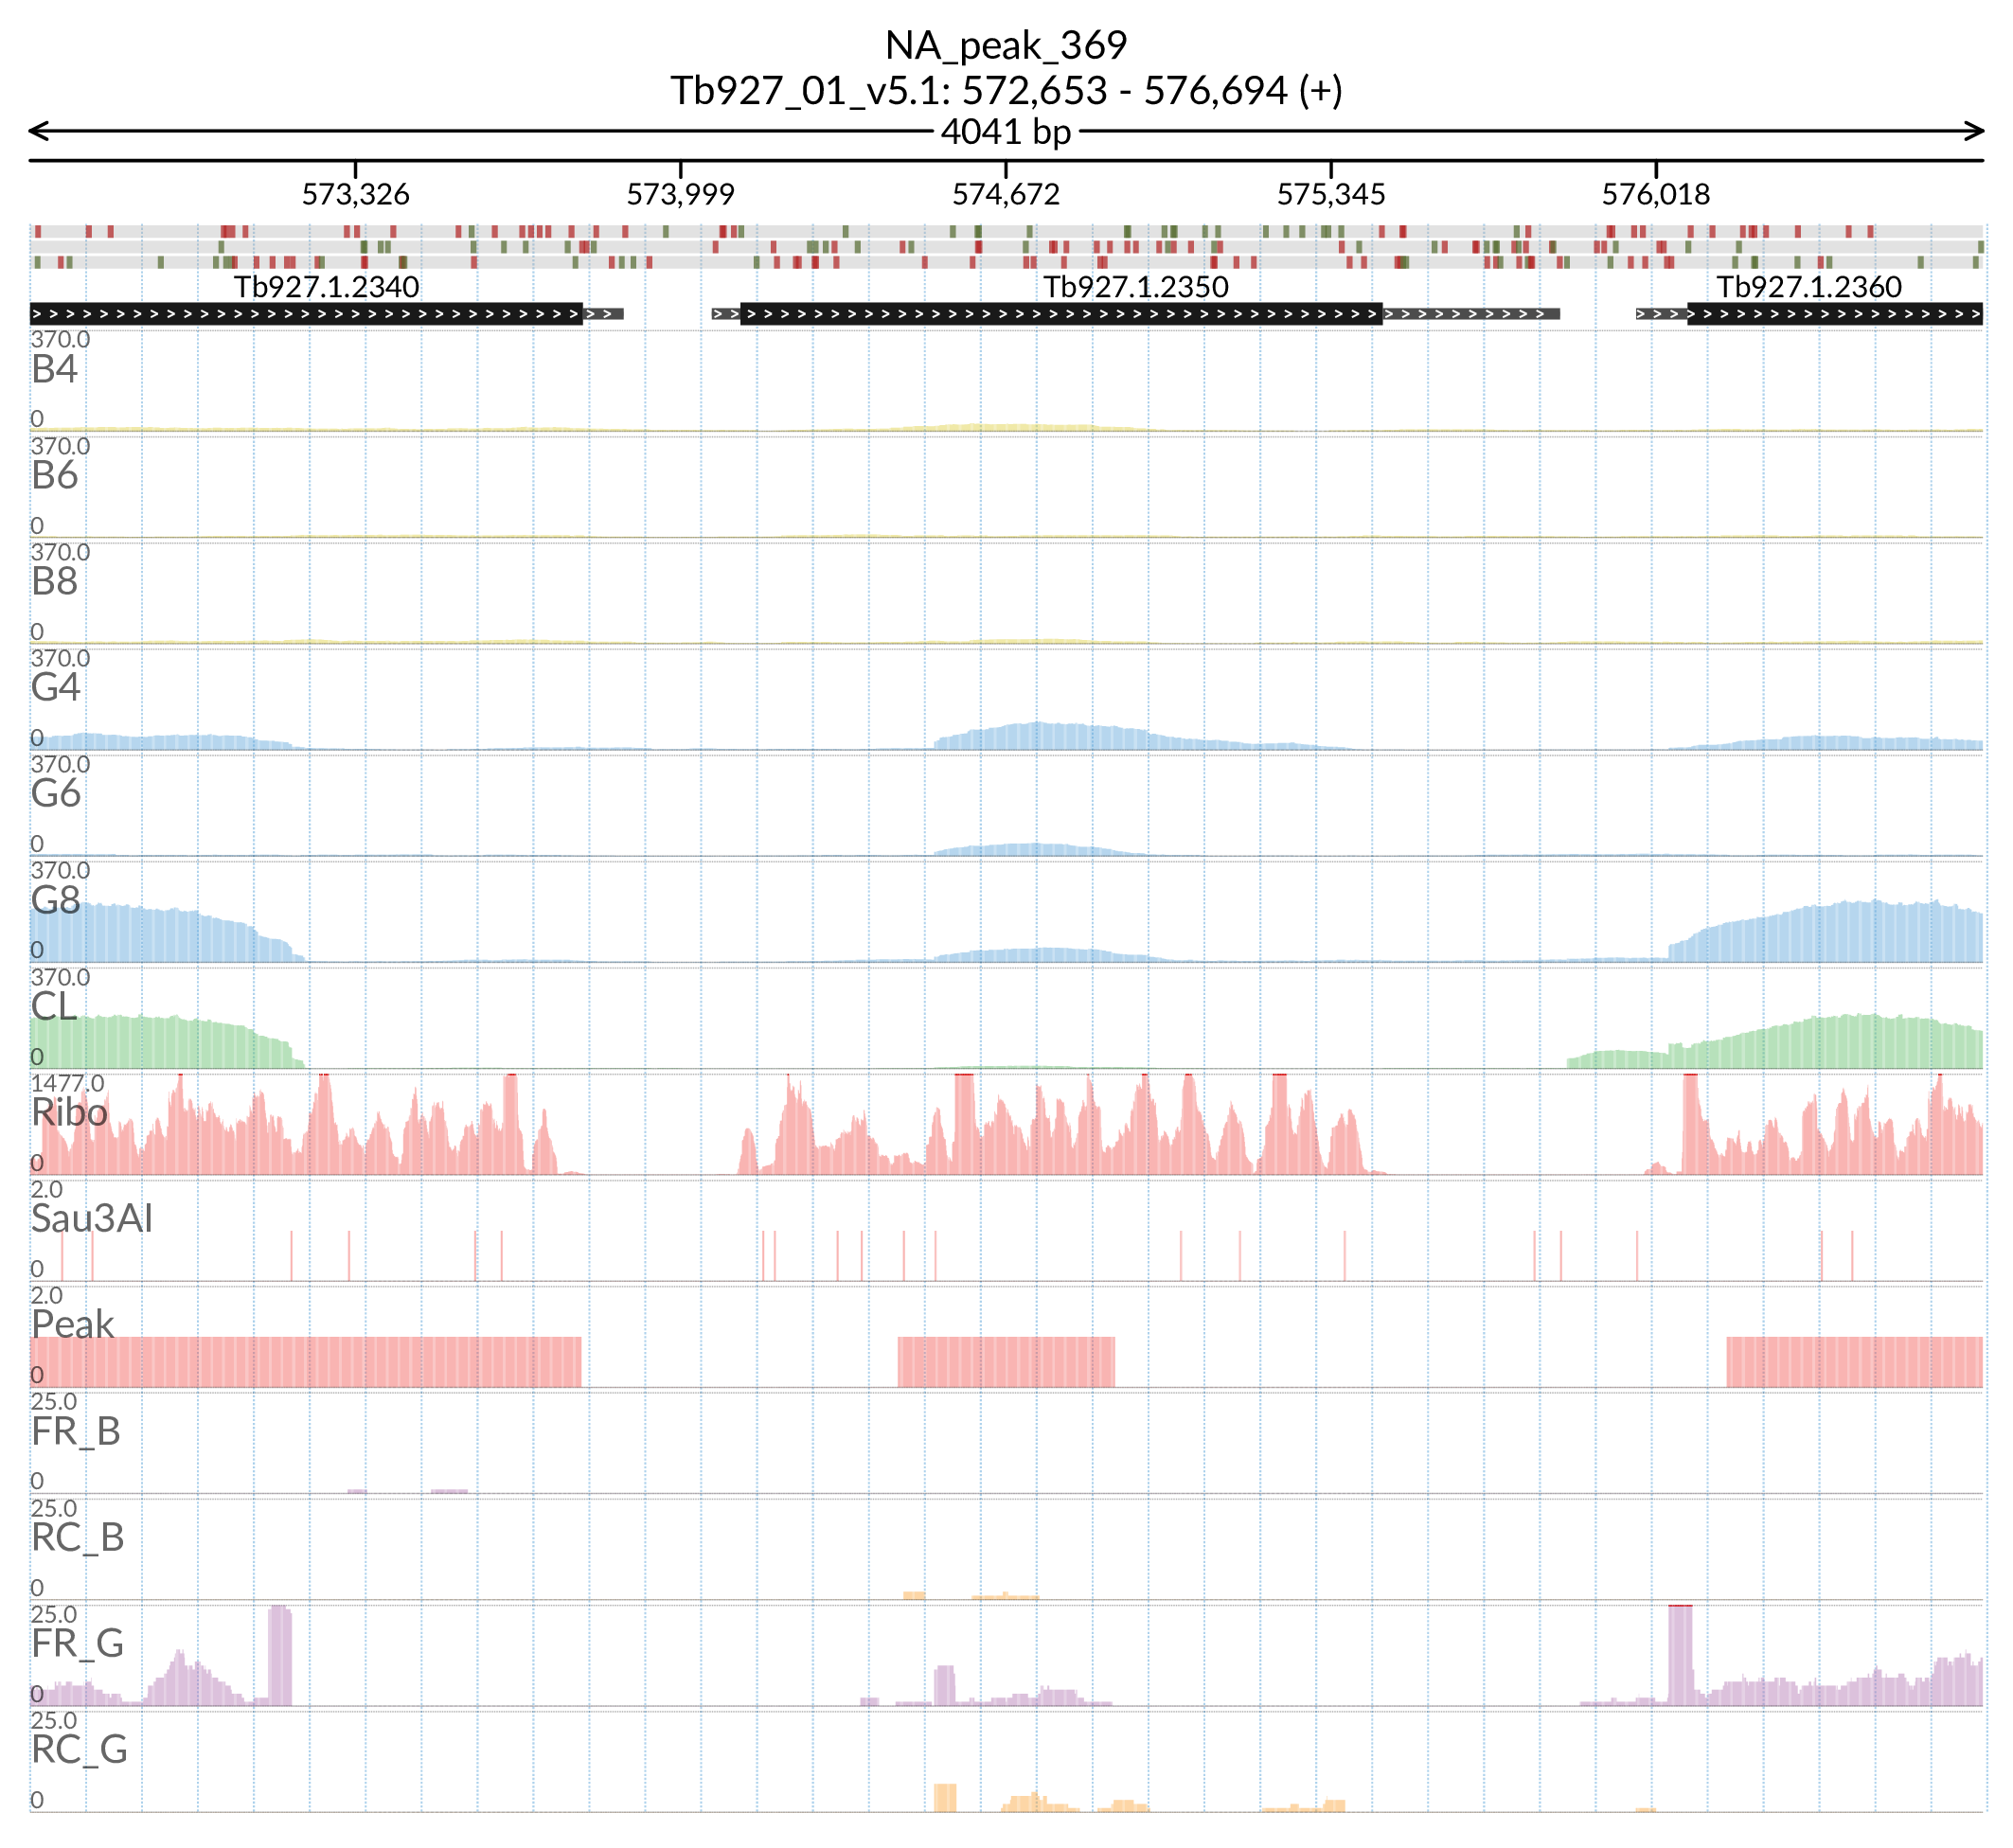 NA_peak_369
Tb927_01_v5.1: 572,653 - 576,694 (+)
4041 bp
573,326 573,999 574,672 575,345 576,018
Tb927.1.2340 Tb927.1.2350 Tb927.1.2360
370.0
B4
0
370.0
B6
0
370.0
B8
0
370.0
G4
0
370.0
G6
0
370.0
G8
0
370.0
CL
0
1477.0
Ribo
0
2.0
Sau3AI
0
2.0
Peak
0
25.0
FR_B
0
25.0
RC_B
0
25.0
FR_G
0
25.0
RC_G
0